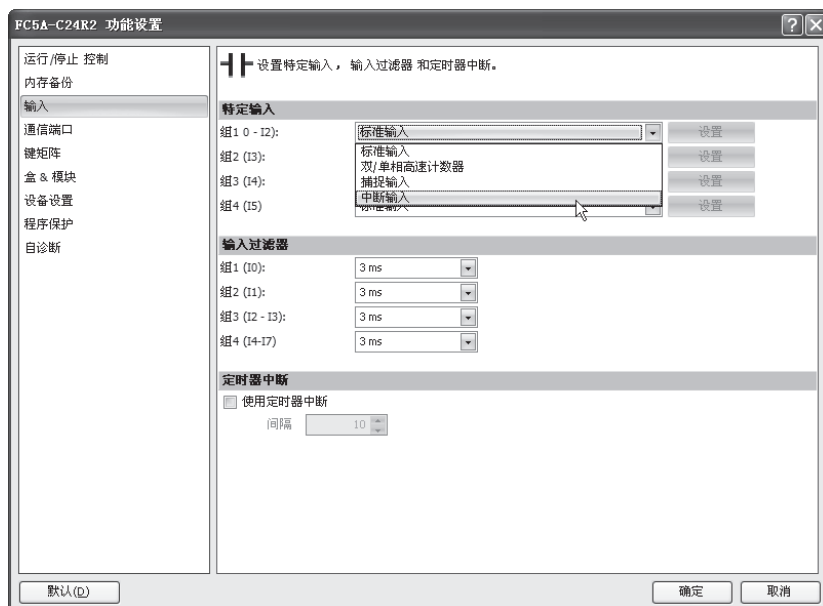 FC5A-C24R2 功能设置
运行/停止 控制
内存备份
输入
通信端口
键矩阵
盒 & 模块
设备设置
程序保护
自诊断
设置特定输入，输入过滤器 和定时器中断。
特定输入
组1 0 - I2): 标准输入 设置
标准输入
双/单相高速计数器
捕捉输入
中断输入
组2 (I3): 设置
组3 (I4): 设置
组4 (I5) 标准输入 设置
输入过滤器
组1 (I0): 3 ms
组2 (I1): 3 ms
组3 (I2 - I3): 3 ms
组4 (I4-I7) 3 ms
定时器中断
使用定时器中断
间隔 10
默认(D) 确定 取消